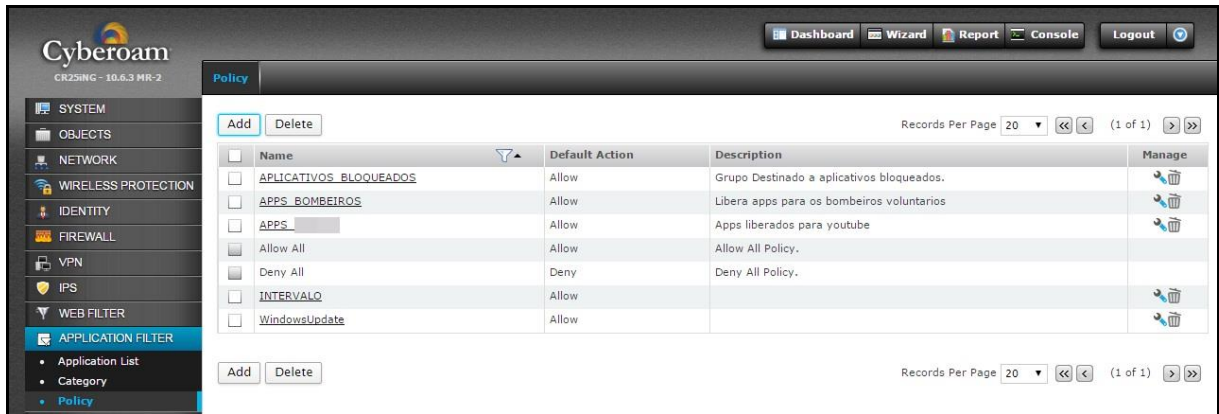 Cyberoam
CR25iNG - 10.6.3 MR-2
Dashboard Wizard Report Console Logout
Policy
SYSTEM
OBJECTS
NETWORK
WIRELESS PROTECTION
IDENTITY
FIREWALL
VPN
IPS
WEB FILTER
APPLICATION FILTER
• Application List
• Category
• Policy
Add Delete Records Per Page 20 (1 of 1)
Name Default Action Description Manage
APLICATIVOS_BLOQUEADOS Allow Grupo Destinado a aplicativos bloqueados.
APPS_BOMBEIROS Allow Libera apps para os bombeiros voluntarios
APPS_ Allow Apps liberados para youtube
Allow All Allow Allow All Policy.
Deny All Deny Deny All Policy.
INTERVALO Allow
WindowsUpdate Allow
Add Delete Records Per Page 20 (1 of 1)